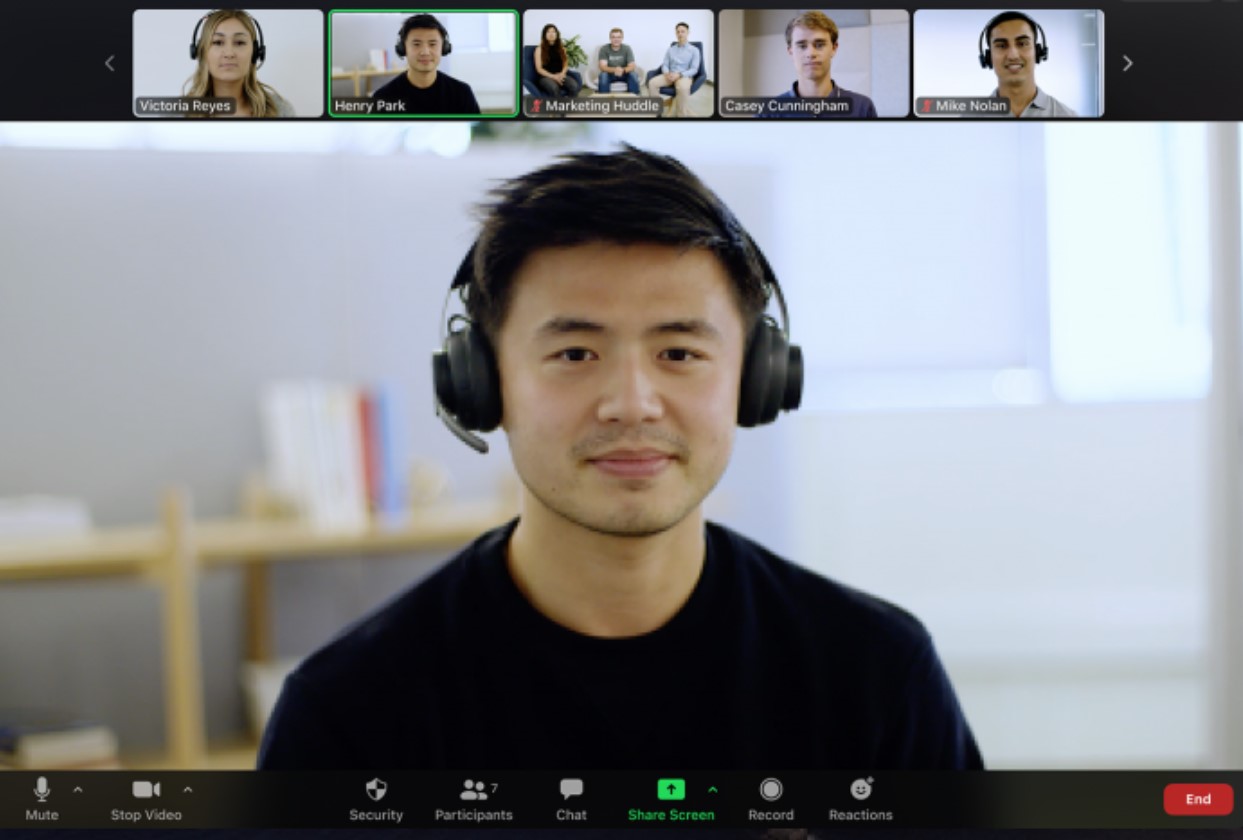 Victoria Reyes
Henry Park
Marketing Huddle
Casey Cunningham
Mike Nolan
Mute
Stop Video
Security
Participants
7
Chat
Share Screen
Record
Reactions
End